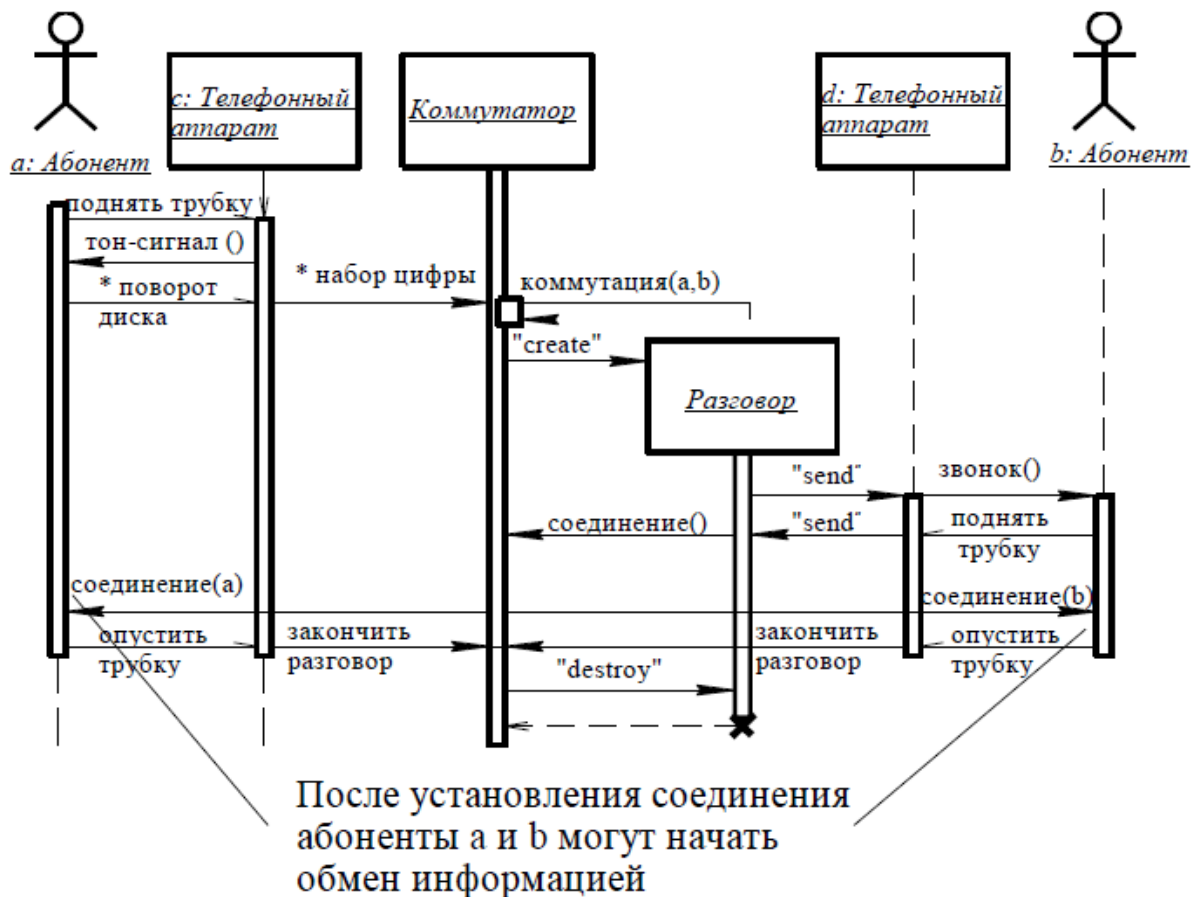 c: Телефонный
аппарат
Коммутатор
d: Телефонный
аппарат
a: Абонент
b: Абонент
поднять трубку
тон-сигнал ()
* поворот
диска
* набор цифры
коммутация(a,b)
"create"
Разговор
"send"
звонок()
соединение()
"send"
поднять
трубку
соединение(a)
соединение(b)
опустить
трубку
закончить
разговор
закончить
разговор
опустить
трубку
"destroy"
После установления соединения
абоненты a и b могут начать
обмен информацией